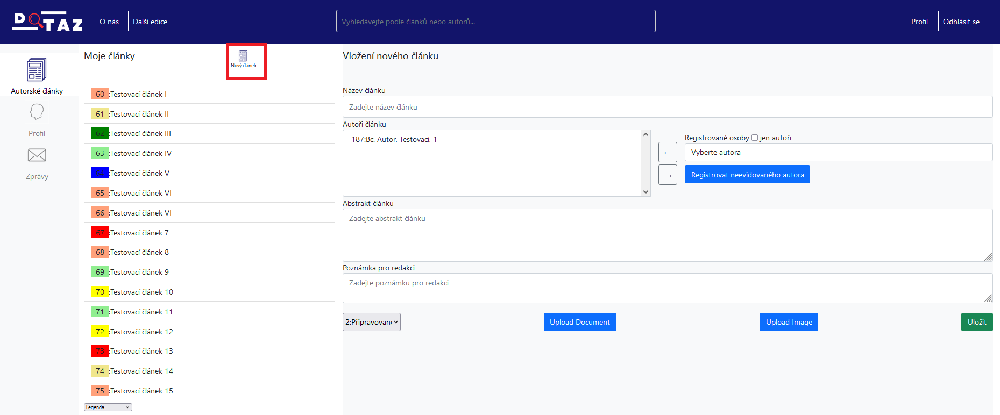 DOTAZ
O nás
Další edice
Vyhledávejte podle článků nebo autorů...
Profil
Odhlásit se
Autorské články
Profil
Zprávy
Moje články
Nový článek
60:Testovací článek I
61:Testovací článek II
62:Testovací článek III
63:Testovací článek IV
64:Testovací článek V
65:Testovací článek VI
66:Testovací článek VI
67:Testovací článek 7
68:Testovací článek 8
69:Testovací článek 9
70:Testovací článek 10
71:Testovací článek 11
72:Testovačí článek 12
73:Testovací článek 13
74:Testovací článek 14
75:Testovací článek 15
Legenda
Vložení nového článku
Název článku
Zadejte název článku
Autoři článku
187:Bc. Autor, Testovací, 1
←
→
Registrované osoby jen autoři
Vyberte autora
Registrovat neevidovaného autora
Abstrakt článku
Zadejte abstrakt článku
Poznámka pro redakci
Zadejte poznámku pro redakci
2:Připravovan
Upload Document
Upload Image
Uložit